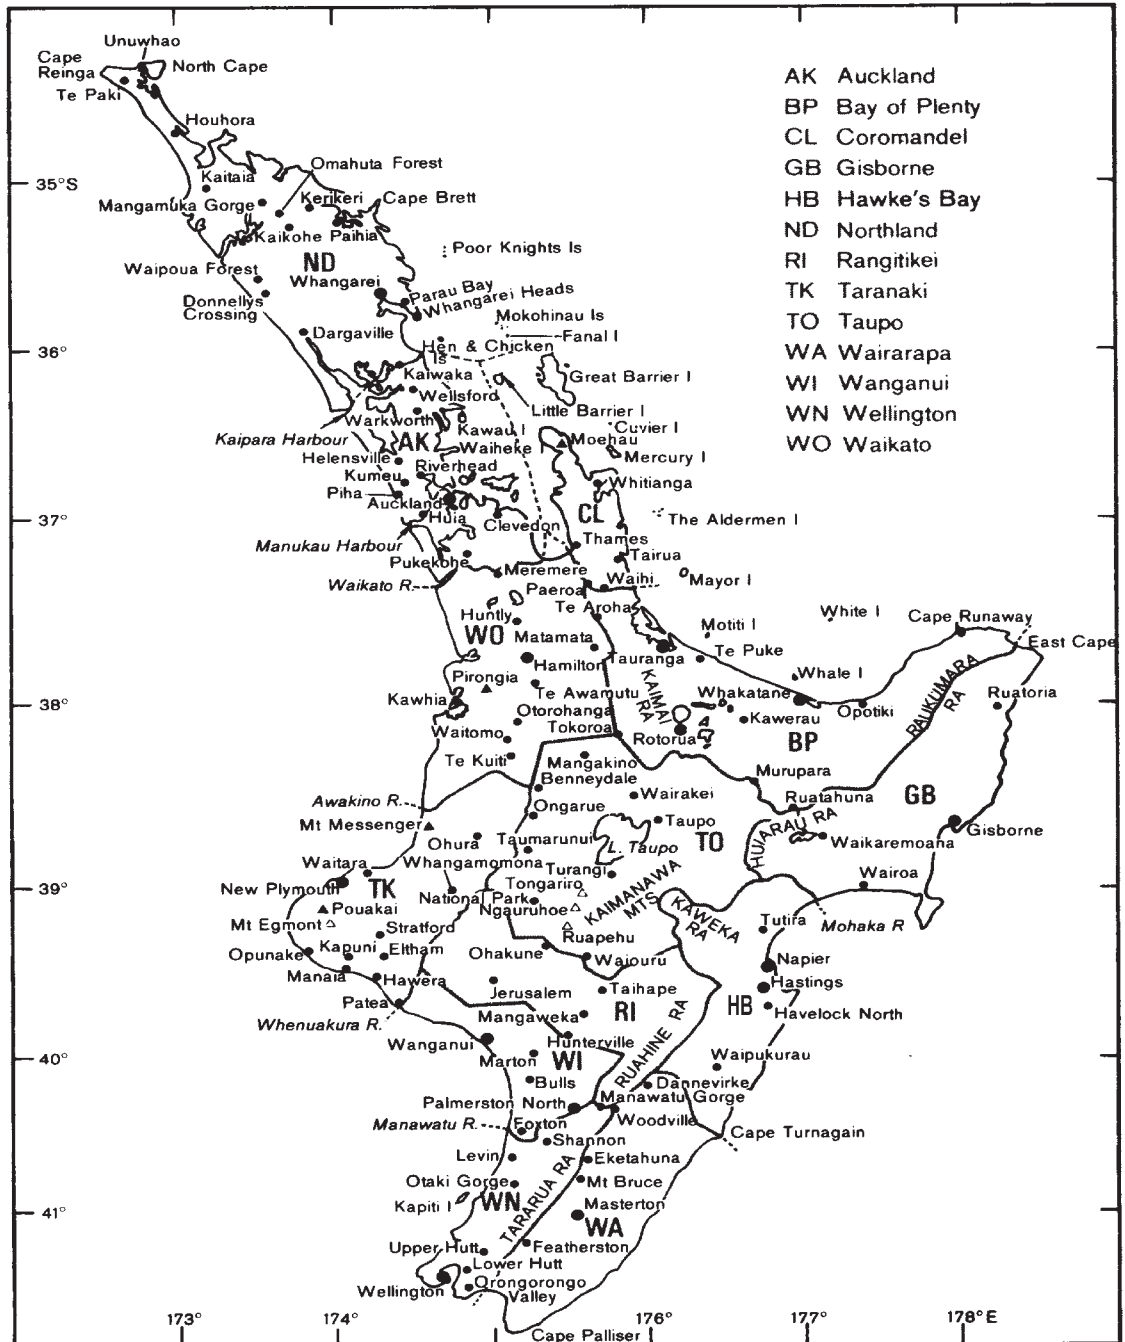 Unuwhao
Cape
Reinga
North Cape
Te Paki
Houhora
Omahuta Forest
Kaitaia
Kerikeri
Cape Brett
Mangamuka Gorge
Kaikohe
Paihia
Poor Knights Is
ND
Waipoua Forest
Whangarei
Parau Bay
Whangarei Heads
Donnellys
Crossing
Mokohinau Is
Dargaville
Fanal I
Hen & Chicken
Is
Kaiwaka
Great Barrier I
Wellsford
Little Barrier I
Warkworth
Kawau I
Cuvier I
Kaipara Harbour
AK
Waiheke I
Moehau
Mercury I
Helensville
Riverhead
Kumeu
Whitianga
Piha
Auckland
CL
Huia
Clevedon
The Aldermen I
Manukau Harbour
Thames
Tairua
Pukekohe
Meremere
Waikato R.
Paeroa
Waihi
Mayor I
Te Aroha
Huntly
WO
Matamata
Motiti I
White I
Cape Runaway
East Cape
Hamilton
Tauranga
Te Puke
Pirongia
Whale I
KAIMAI
RA
RAUKUMARA
RA
Kawhia
Te Awamutu
Whakatane
Ruatoria
Otorohanga
Kawerau
Opotiki
Waitomo
Tokoroa
Rotorua
BP
Te Kuiti
Mangakino
Murupara
Benneydale
Awakino R.
Wairakei
Ruatahuna
GB
Ongarue
Mt Messenger
Taupo
HUIARAU RA
Gisborne
Ohura
Taumarunui
L. Taupo
TO
Waikaremoana
Waitara
Whangamomona
Turangi
Wairoa
New Plymouth
TK
National Park
Tongariro
KAIMANAWA
MTS
Pouakai
Ngauruhoe
KAWEKA
RA
Mohaka R
Mt Egmont
Stratford
Ruapehu
Tutira
Opunake
Kapuni
Eltham
Ohakune
Waiouru
Napier
Manaia
Hawera
Jerusalem
Taihape
Hastings
Patea
RI
HB
Havelock North
Whenuakura R.
Mangaweka
Wanganui
Hunterville
RUAHINE RA
Marton
WI
Waipukurau
Bulls
Dannevirke
Palmerston North
Manawatu Gorge
Manawatu R.
Foxton
Woodville
Cape Turnagain
Shannon
Levin
Eketahuna
Otaki Gorge
Mt Bruce
Kapiti I
WN
TARARUA RA
Masterton
WA
Upper Hutt
Featherston
Lower Hutt
Wellington
Orongorongo
Valley
Cape Palliser
AK Auckland
BP Bay of Plenty
CL Coromandel
GB Gisborne
HB Hawke's Bay
ND Northland
RI Rangitikei
TK Taranaki
TO Taupo
WA Wairarapa
WI Wanganui
WN Wellington
WO Waikato
35°S
36°
37°
38°
39°
40°
41°
173°
174°
176°
177°
178°E